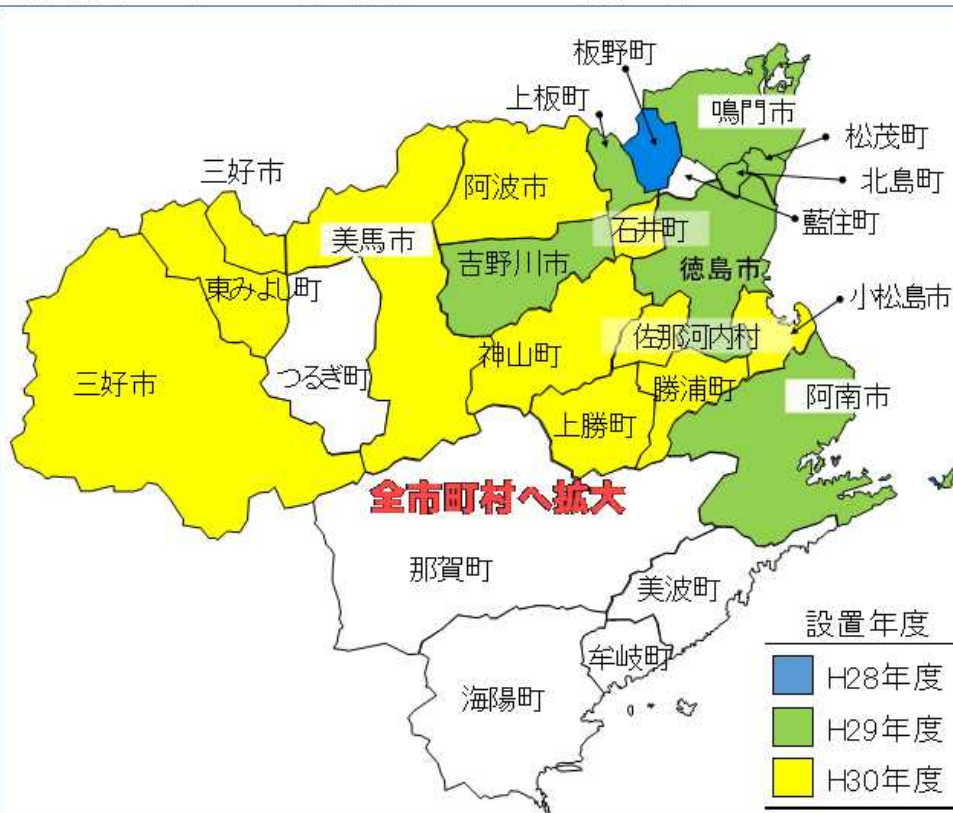 板野町
上板町
鳴門市
松茂町
三好市
阿波市
北島町
石井町
藍住町
美馬市
吉野川市
徳島市
東みよし町
小松島市
佐那河内村
神山町
つるぎ町
三好市
勝浦町
阿南市
上勝町
全市町村へ拡大
那賀町
美波町
設置年度
牟岐町
H28年度
海陽町
H29年度
H30年度